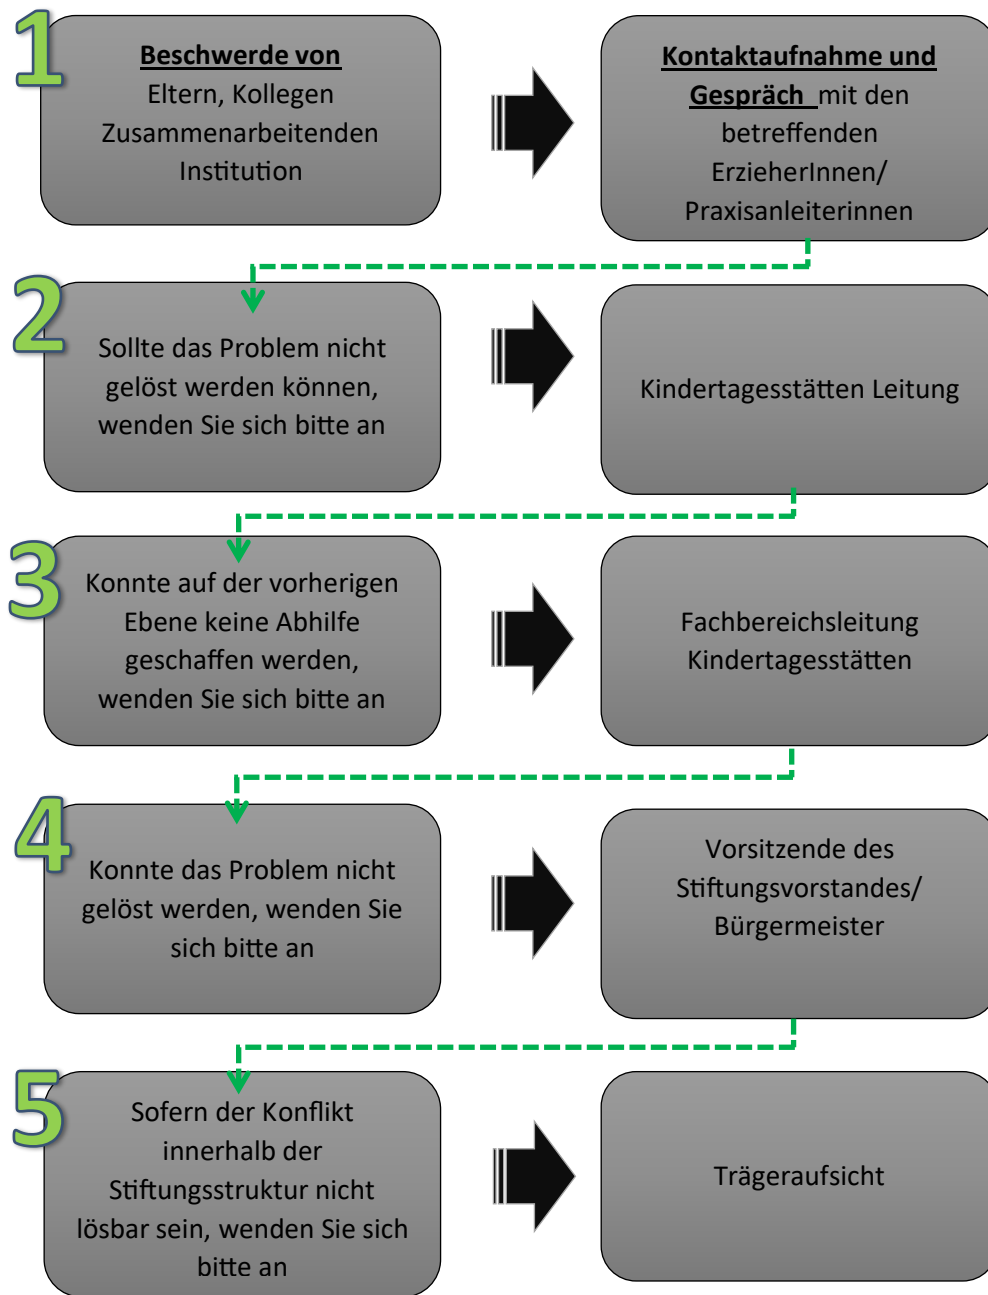 1
Beschwerde von
Eltern, Kollegen
Zusammenarbeitenden
Institution
Kontaktaufnahme und
Gespräch mit den
betreffenden
ErzieherInnen/
Praxisanleiterinnen
2
Sollte das Problem nicht
gelöst werden können,
wenden Sie sich bitte an
Kindertagesstätten Leitung
3
Konnte auf der vorherigen
Ebene keine Abhilfe
geschaffen werden,
wenden Sie sich bitte an
Fachbereichsleitung
Kindertagesstätten
4
Konnte das Problem nicht
gelöst werden, wenden Sie
sich bitte an
Vorsitzende des
Stiftungsvorstandes/
Bürgermeister
5
Sofern der Konflikt
innerhalb der
Stiftungsstruktur nicht
lösbar sein, wenden Sie sich
bitte an
Trägeraufsicht